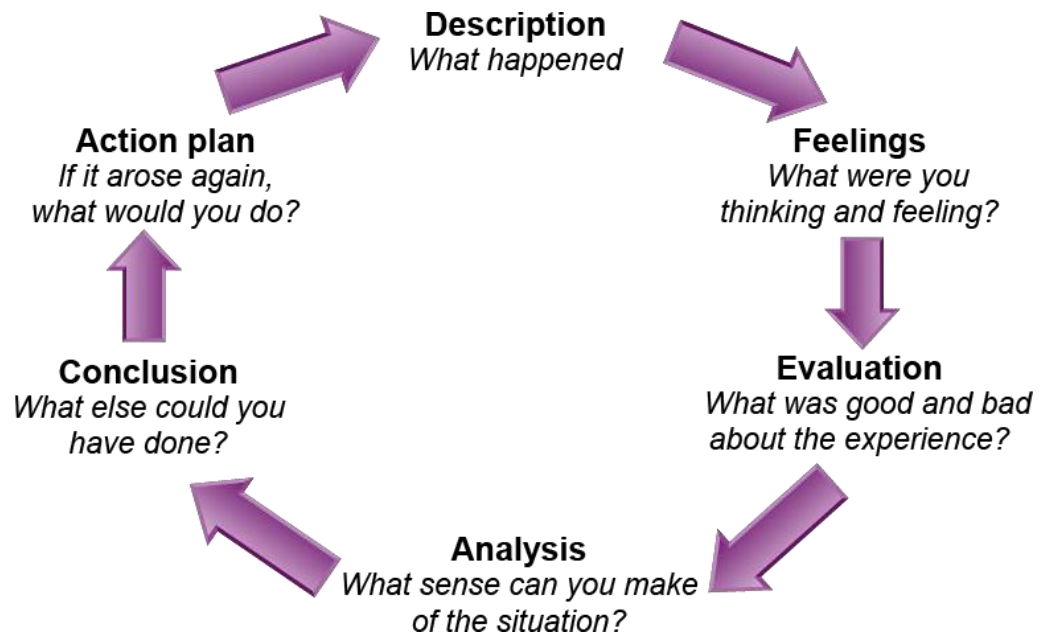 Description
What happened
Feelings
What were you
thinking and feeling?
Evaluation
What was good and bad
about the experience?
Analysis
What sense can you make
of the situation?
Conclusion
What else could you
have done?
Action plan
If it arose again,
what would you do?